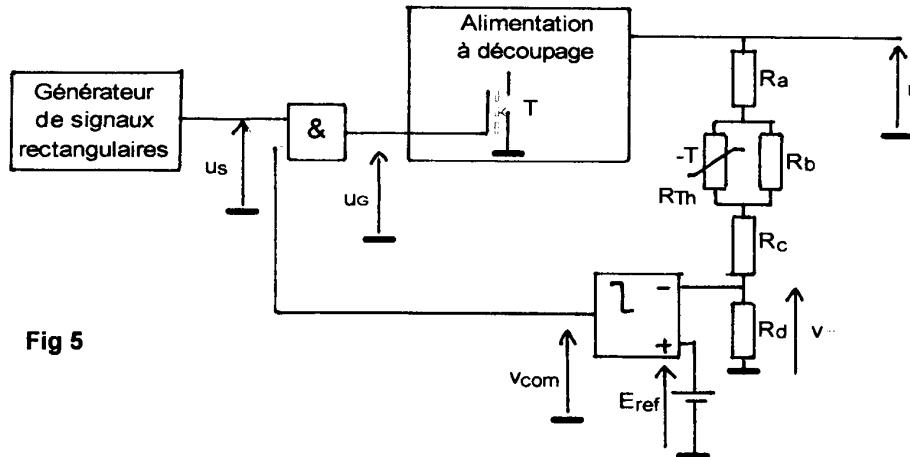 Alimentation
à découpage
Générateur
de signaux
rectangulaires
&
T
Ra
us
uG
-T
RTh
Rb
Rc
Rd
v
-
+
vcom
Eref
Fig 5